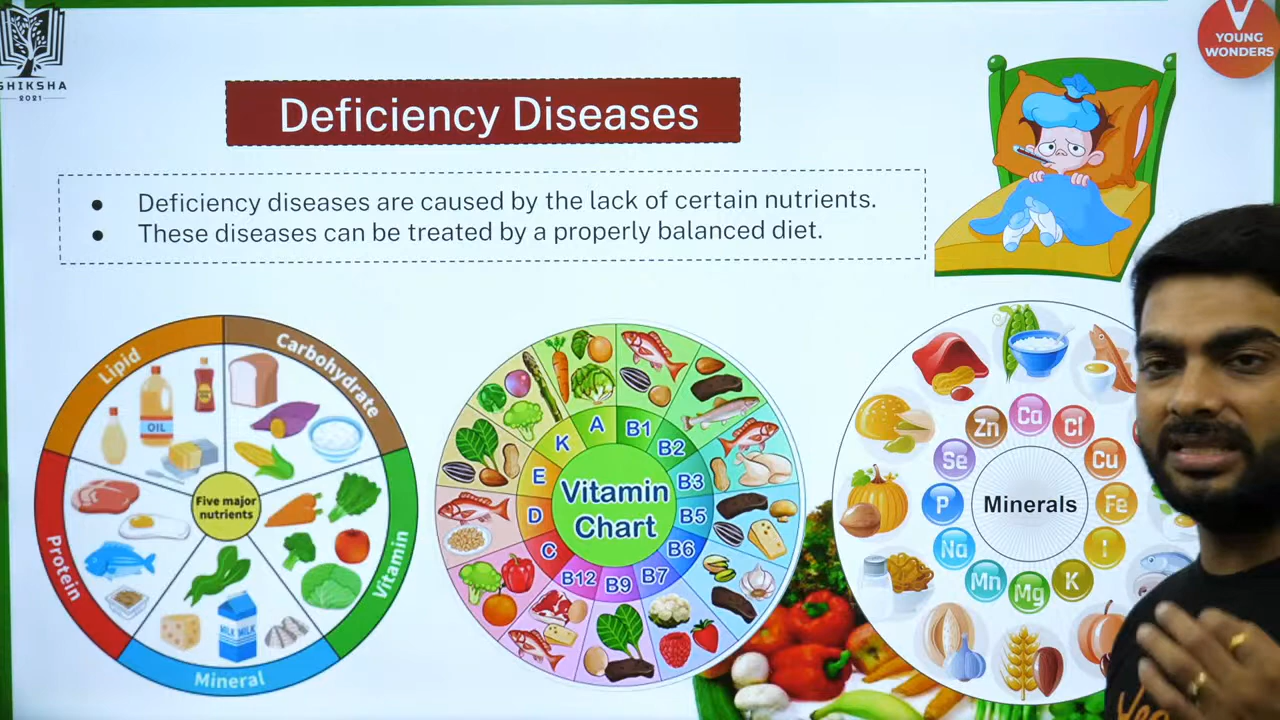 SHIKSHA
2021
YOUNG
WONDERS
Deficiency Diseases
● Deficiency diseases are caused by the lack of certain nutrients.
● These diseases can be treated by a properly balanced diet.
Lipid
Carbohydrate
Protein
Vitamin
Mineral
Five major
nutrients
OIL
MILK
MILK
Vitamin
Chart
A
B1
B2
B3
B5
B6
B7
B9
B12
C
D
E
K
Minerals
Ca
Cl
Cu
Fe
I
K
Mg
Mn
Na
P
Se
Zn